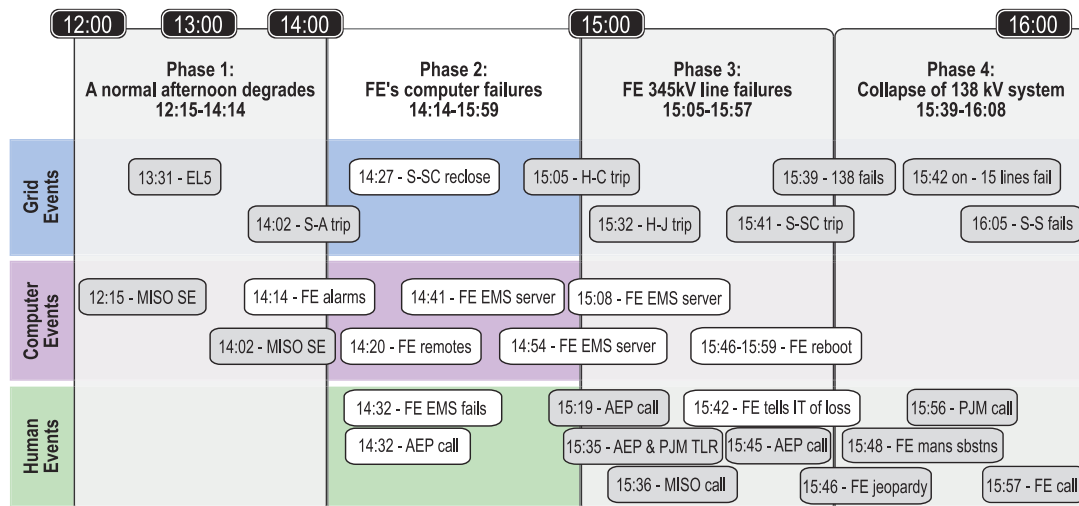 12:00
13:00
14:00
15:00
16:00
Phase 1:
A normal afternoon degrades
12:15-14:14
Phase 2:
FE's computer failures
14:14-15:59
Phase 3:
FE 345kV line failures
15:05-15:57
Phase 4:
Collapse of 138 kV system
15:39-16:08
Grid
Events
13:31 - EL5
14:27 - S-SC reclose
15:05 - H-C trip
15:39 - 138 fails
15:42 on - 15 lines fail
14:02 - S-A trip
15:32 - H-J trip
15:41 - S-SC trip
16:05 - S-S fails
Computer
Events
12:15 - MISO SE
14:14 - FE alarms
14:41 - FE EMS server
15:08 - FE EMS server
14:02 - MISO SE
14:20 - FE remotes
14:54 - FE EMS server
15:46-15:59 - FE reboot
Human
Events
14:32 - FE EMS fails
15:19 - AEP call
15:42 - FE tells IT of loss
15:56 - PJM call
14:32 - AEP call
15:35 - AEP & PJM TLR
15:45 - AEP call
15:48 - FE mans sbstns
15:36 - MISO call
15:46 - FE jeopardy
15:57 - FE call